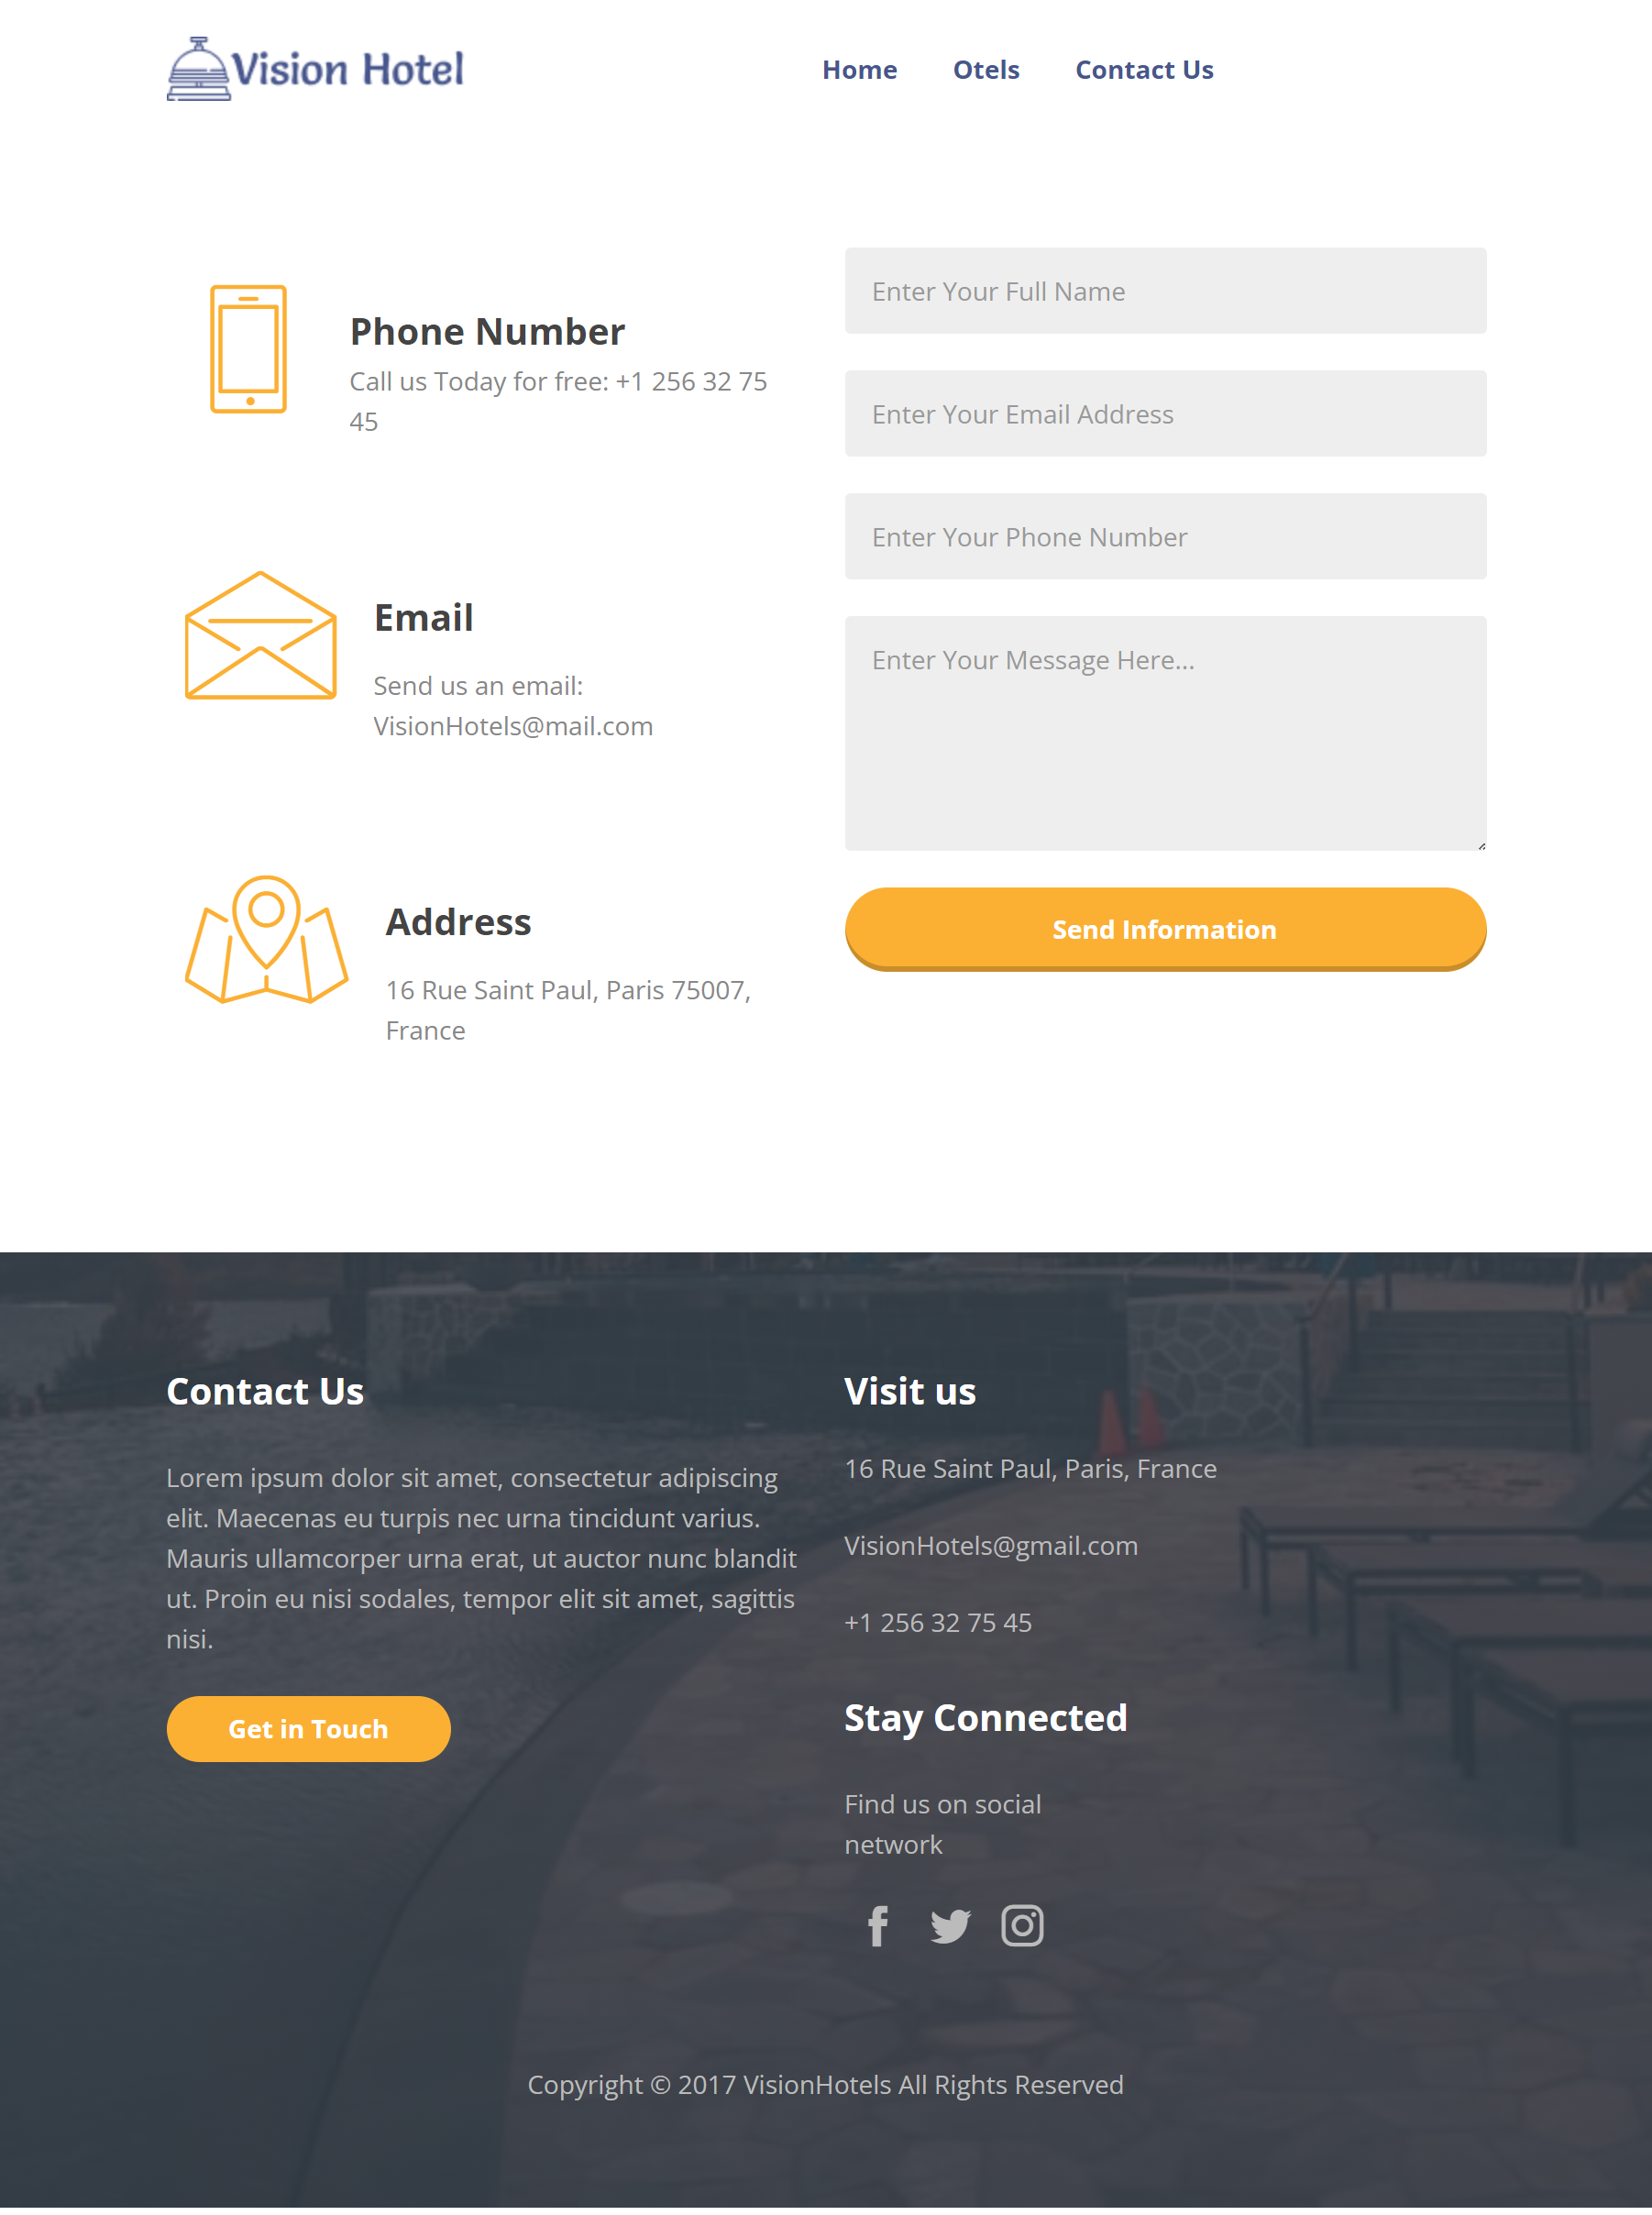 Vision Hotel
Home Otels Contact Us
Phone Number
Call us Today for free: +1 256 32 75
45
Email
Send us an email:
VisionHotels@mail.com
Address
16 Rue Saint Paul, Paris 75007,
France
Enter Your Full Name
Enter Your Email Address
Enter Your Phone Number
Enter Your Message Here...
Send Information
Contact Us
Lorem ipsum dolor sit amet, consectetur adipiscing
elit. Maecenas eu turpis nec urna tincidunt varius.
Mauris ullamcorper urna erat, ut auctor nunc blandit
ut. Proin eu nisi sodales, tempor elit sit amet, sagittis
nisi.
Get in Touch
Visit us
16 Rue Saint Paul, Paris, France
VisionHotels@gmail.com
+1 256 32 75 45
Stay Connected
Find us on social
network
Copyright © 2017 VisionHotels All Rights Reserved